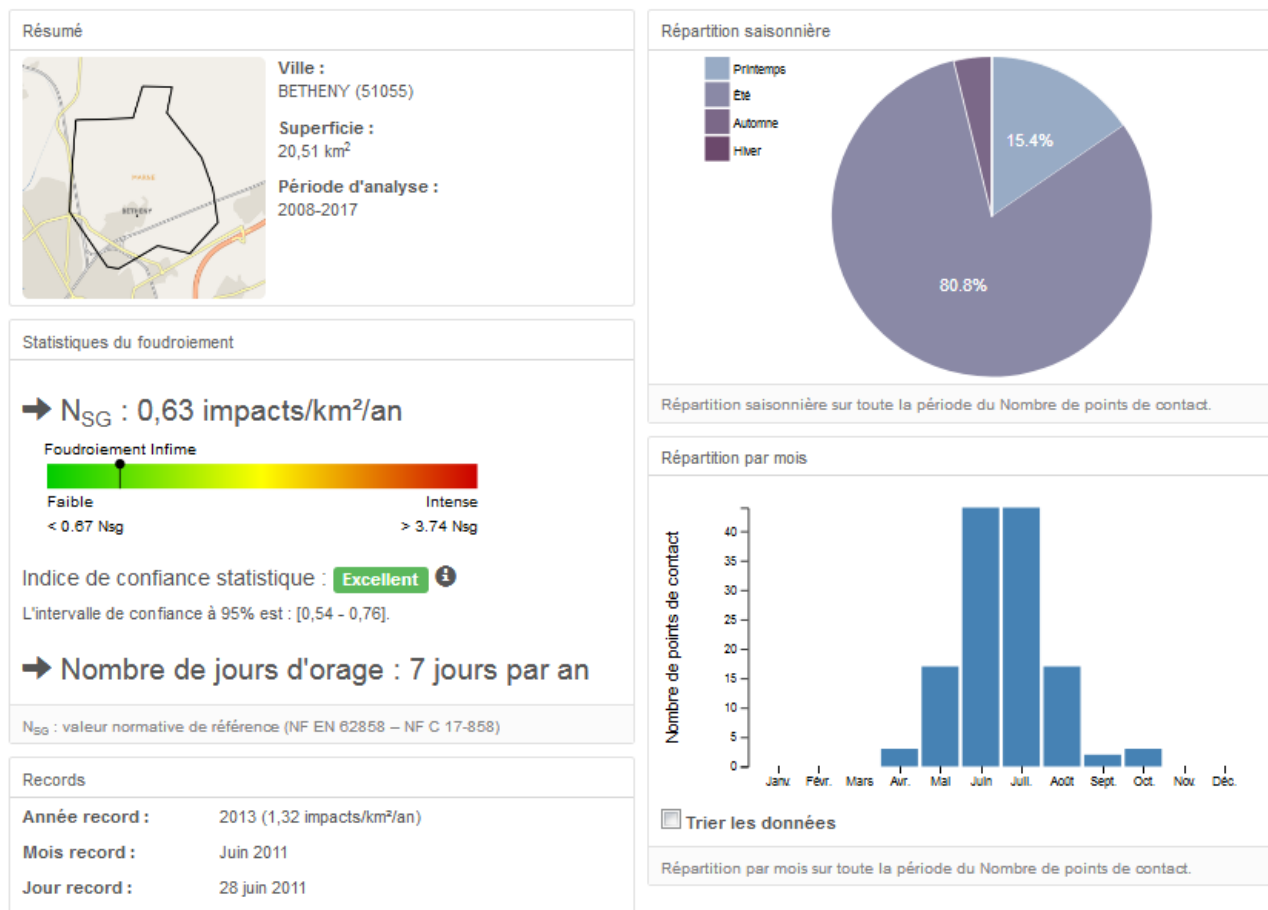 Résumé
MARNE
BETHENY
Ville :
BETHENY (51055)
Superficie :
20,51 km²
Période d'analyse :
2008-2017
Statistiques du foudroiement
➔ NSG : 0,63 impacts/km²/an
Foudroiement Infime
Faible Intense
< 0.67 Nsg > 3.74 Nsg
Indice de confiance statistique : Excellent
L'intervalle de confiance à 95% est : [0,54 - 0,76].
➔ Nombre de jours d'orage : 7 jours par an
NSG : valeur normative de référence (NF EN 62858 – NF C 17-858)
Records
Année record : 2013 (1,32 impacts/km²/an)
Mois record : Juin 2011
Jour record : 28 juin 2011
Répartition saisonnière
Printemps
Été
Automne
Hiver
15.4%
80.8%
Répartition saisonnière sur toute la période du Nombre de points de contact.
Répartition par mois
Nombre de points de contact
40
35
30
25
20
15
10
5
0
Janv. Févr. Mars Avr. Mai Juin Juil. Août Sept. Oct. Nov. Déc.
Trier les données
Répartition par mois sur toute la période du Nombre de points de contact.